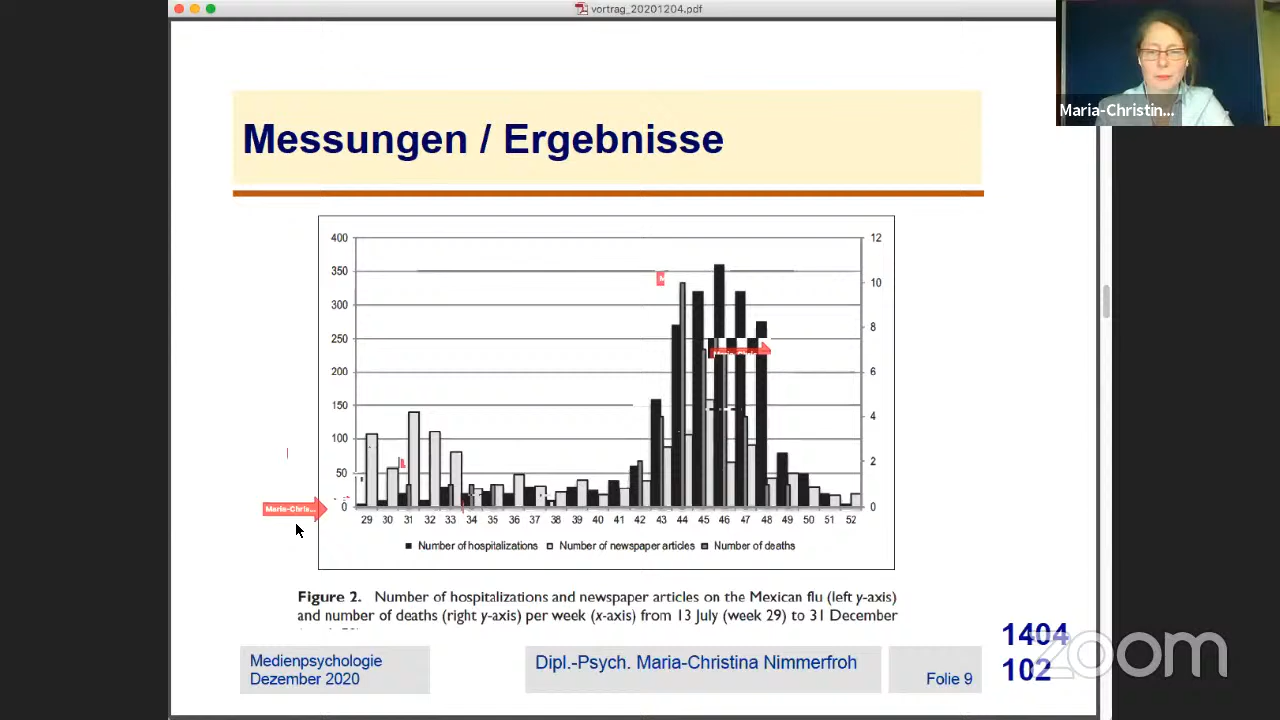 vortrag_20201204.pdf
Maria-Christin...
Messungen / Ergebnisse
400
350
300
250
200
150
100
50
0
12
10
8
6
4
2
0
29 30 31 32 33 34 35 36 37 38 39 40 41 42 43 44 45 46 47 48 49 50 51 52
Maria-Chris...
Number of hospitalizations Number of newspaper articles Number of deaths
Figure 2. Number of hospitalizations and newspaper articles on the Mexican flu (left y-axis)
and number of deaths (right y-axis) per week (x-axis) from 13 July (week 29) to 31 December
Medienpsychologie
Dezember 2020
Dipl.-Psych. Maria-Christina Nimmerfroh
Folie 9
1404
102
zoom